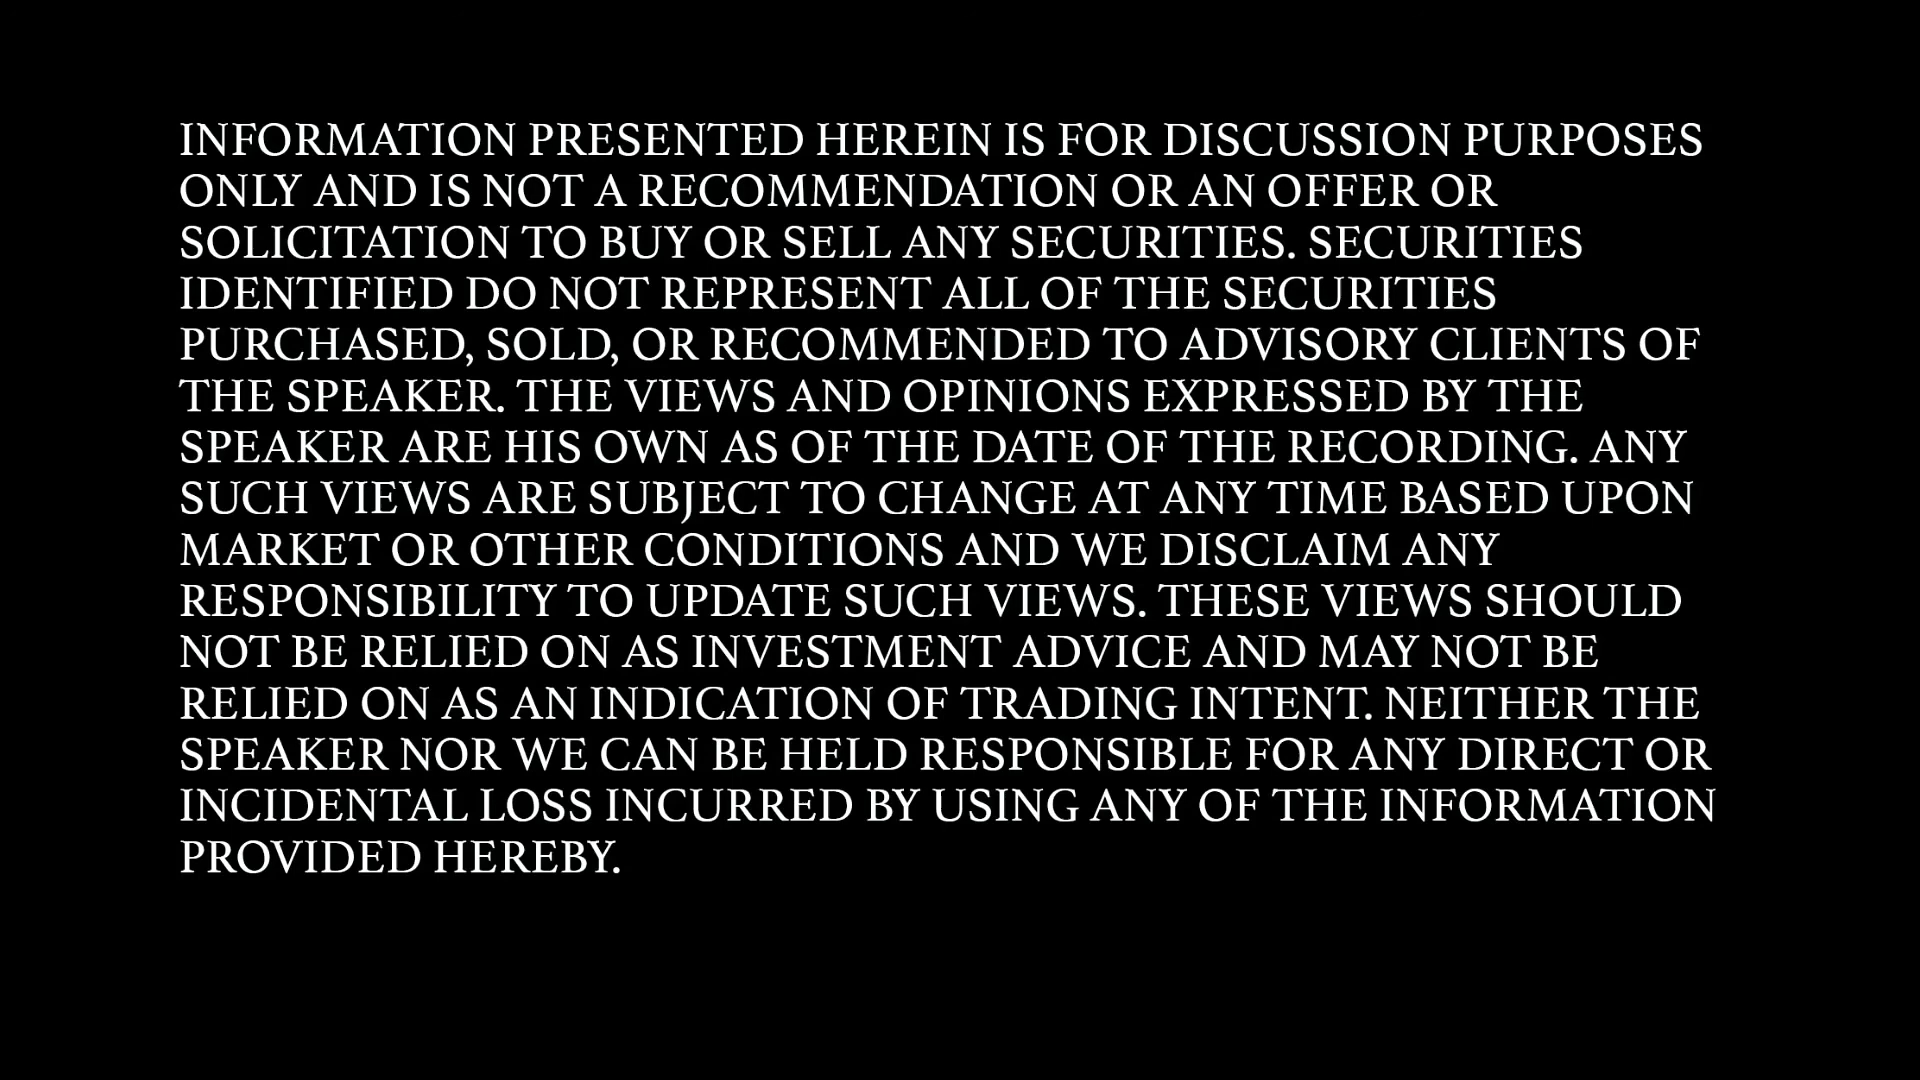 INFORMATION PRESENTED HEREIN IS FOR DISCUSSION PURPOSES
ONLY AND IS NOT A RECOMMENDATION OR AN OFFER OR
SOLICITATION TO BUY OR SELL ANY SECURITIES. SECURITIES
IDENTIFIED DO NOT REPRESENT ALL OF THE SECURITIES
PURCHASED, SOLD, OR RECOMMENDED TO ADVISORY CLIENTS OF
THE SPEAKER. THE VIEWS AND OPINIONS EXPRESSED BY THE
SPEAKER ARE HIS OWN AS OF THE DATE OF THE RECORDING. ANY
SUCH VIEWS ARE SUBJECT TO CHANGE AT ANY TIME BASED UPON
MARKET OR OTHER CONDITIONS AND WE DISCLAIM ANY
RESPONSIBILITY TO UPDATE SUCH VIEWS. THESE VIEWS SHOULD
NOT BE RELIED ON AS INVESTMENT ADVICE AND MAY NOT BE
RELIED ON AS AN INDICATION OF TRADING INTENT. NEITHER THE
SPEAKER NOR WE CAN BE HELD RESPONSIBLE FOR ANY DIRECT OR
INCIDENTAL LOSS INCURRED BY USING ANY OF THE INFORMATION
PROVIDED HEREBY.